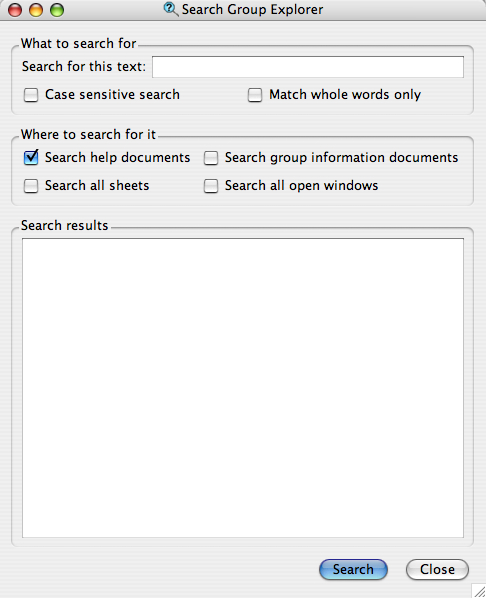 Search Group Explorer
What to search for
Search for this text:
Case sensitive search Match whole words only
Where to search for it
Search help documents Search group information documents
Search all sheets Search all open windows
Search results
Search Close